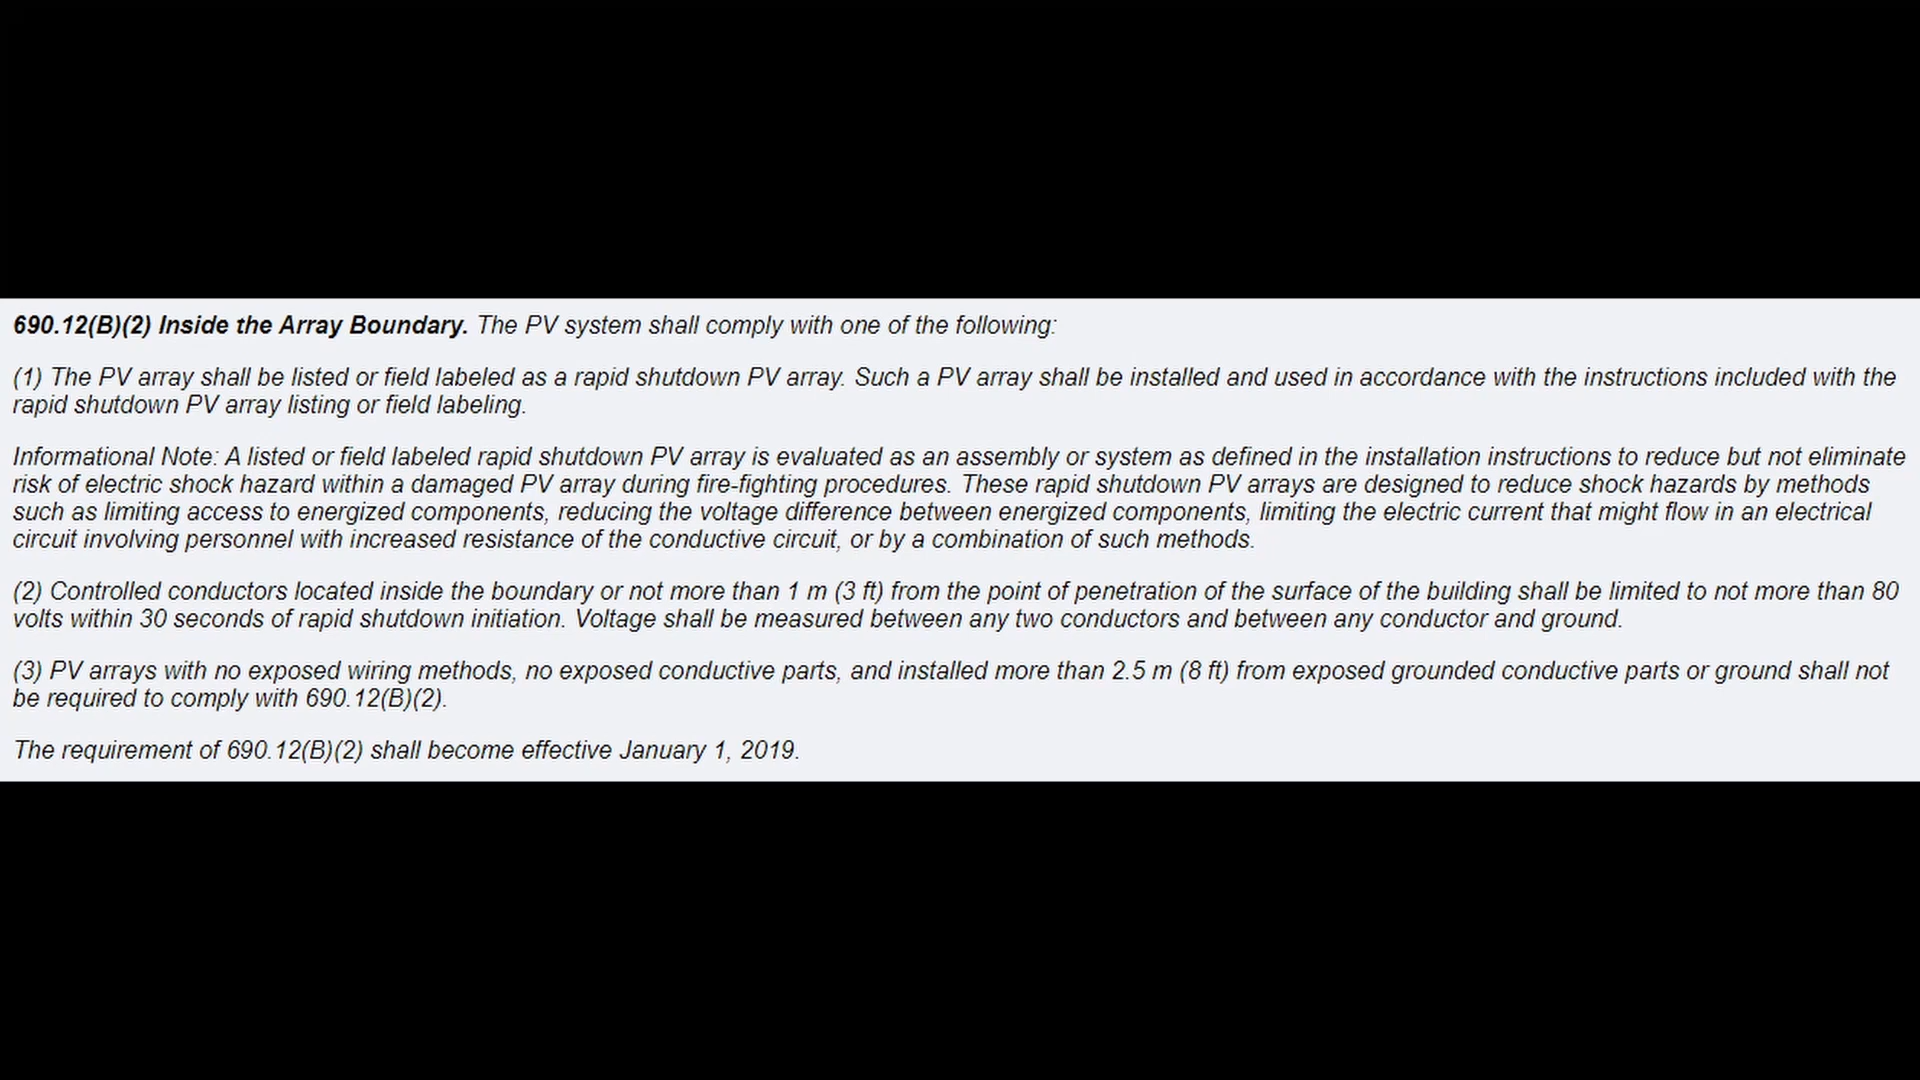 690.12(B)(2) Inside the Array Boundary. The PV system shall comply with one of the following:
(1) The PV array shall be listed or field labeled as a rapid shutdown PV array. Such a PV array shall be installed and used in accordance with the instructions included with the
rapid shutdown PV array listing or field labeling.
Informational Note: A listed or field labeled rapid shutdown PV array is evaluated as an assembly or system as defined in the installation instructions to reduce but not eliminate
risk of electric shock hazard within a damaged PV array during fire-fighting procedures. These rapid shutdown PV arrays are designed to reduce shock hazards by methods
such as limiting access to energized components, reducing the voltage difference between energized components, limiting the electric current that might flow in an electrical
circuit involving personnel with increased resistance of the conductive circuit, or by a combination of such methods.
(2) Controlled conductors located inside the boundary or not more than 1 m (3 ft) from the point of penetration of the surface of the building shall be limited to not more than 80
volts within 30 seconds of rapid shutdown initiation. Voltage shall be measured between any two conductors and between any conductor and ground.
(3) PV arrays with no exposed wiring methods, no exposed conductive parts, and installed more than 2.5 m (8 ft) from exposed grounded conductive parts or ground shall not
be required to comply with 690.12(B)(2).
The requirement of 690.12(B)(2) shall become effective January 1, 2019.